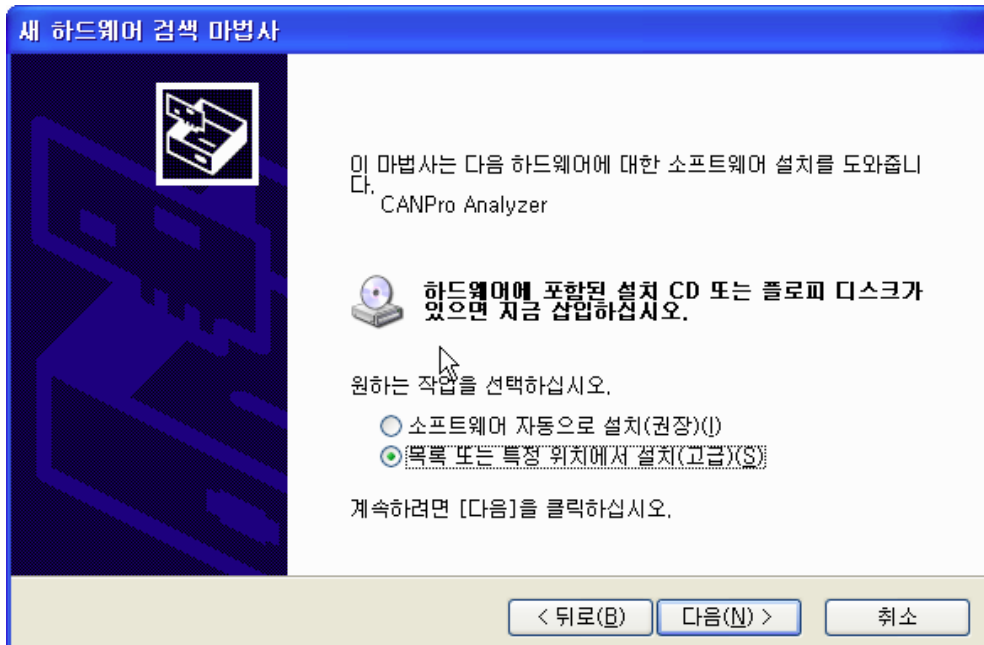 새 하드웨어 검색 마법사
이 마법사는 다음 하드웨어에 대한 소프트웨어 설치를 도와줍니
다.
CANPro Analyzer
하드웨어에 포함된 설치 CD 또는 플로피 디스크가
있으면 지금 삽입하십시오.
원하는 작업을 선택하십시오.
소프트웨어 자동으로 설치(권장)(I)
목록 또는 특정 위치에서 설치(고급)(S)
계속하려면 [다음]을 클릭하십시오.
< 뒤로(B) 다음(N) > 취소